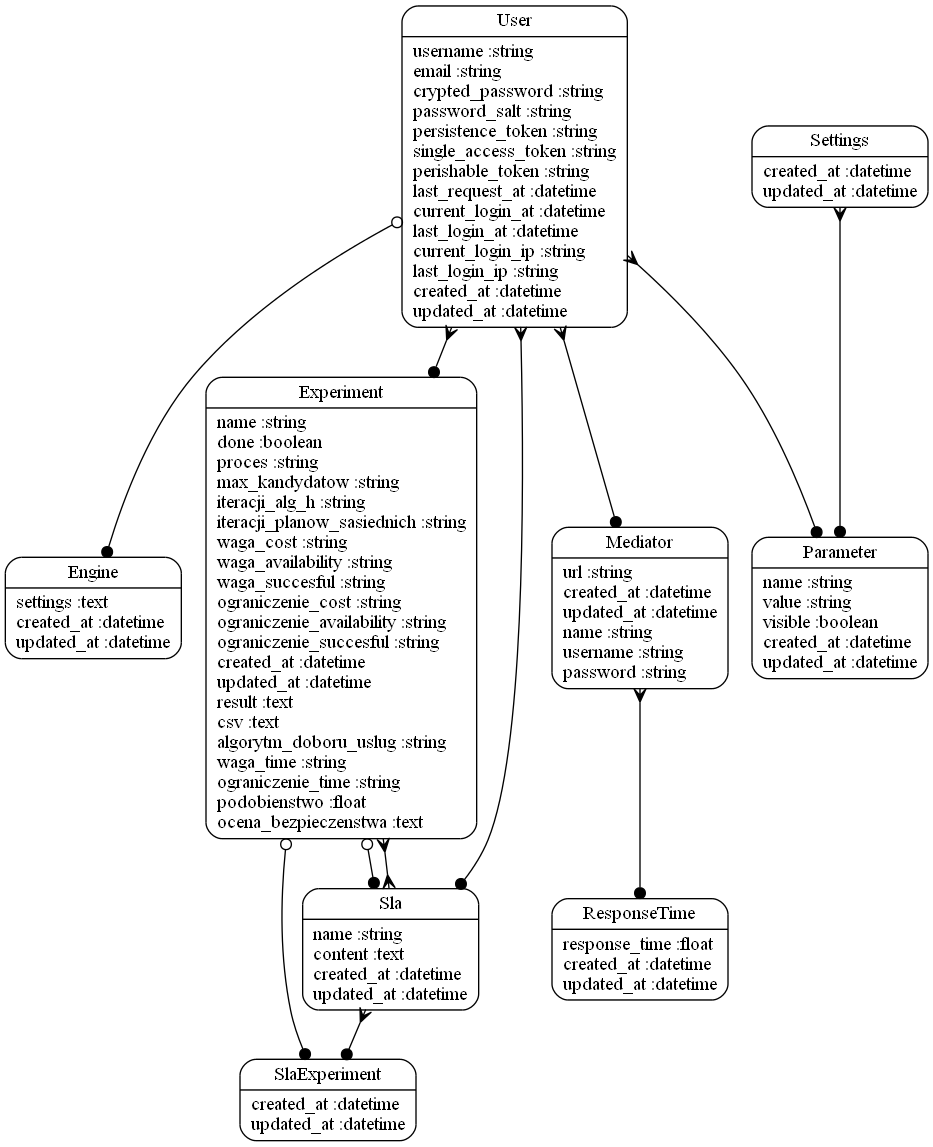 User
username :string
email :string
crypted_password :string
password_salt :string
persistence_token :string
single_access_token :string
perishable_token :string
last_request_at :datetime
current_login_at :datetime
last_login_at :datetime
current_login_ip :string
last_login_ip :string
created_at :datetime
updated_at :datetime
Settings
created_at :datetime
updated_at :datetime
Experiment
name :string
done :boolean
proces :string
max_kandydatow :string
iteracji_alg_h :string
iteracji_planow_sasiednich :string
waga_cost :string
waga_availability :string
waga_succesful :string
ograniczenie_cost :string
ograniczenie_availability :string
ograniczenie_succesful :string
created_at :datetime
updated_at :datetime
result :text
csv :text
algorytm_doboru_uslug :string
waga_time :string
ograniczenie_time :string
podobienstwo :float
ocena_bezpieczenstwa :text
Engine
settings :text
created_at :datetime
updated_at :datetime
Mediator
url :string
created_at :datetime
updated_at :datetime
name :string
username :string
password :string
Parameter
name :string
value :string
visible :boolean
created_at :datetime
updated_at :datetime
Sla
name :string
content :text
created_at :datetime
updated_at :datetime
ResponseTime
response_time :float
created_at :datetime
updated_at :datetime
SlaExperiment
created_at :datetime
updated_at :datetime